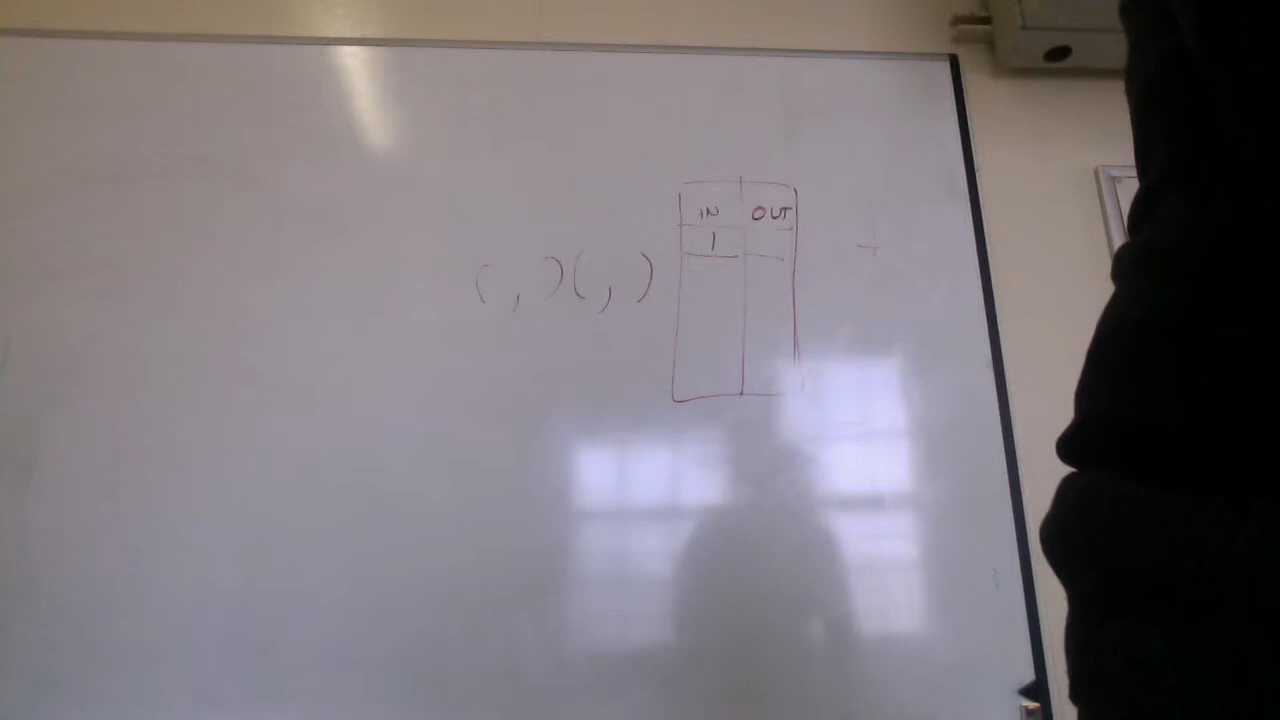 IN OUT
1
( , )( , )
+